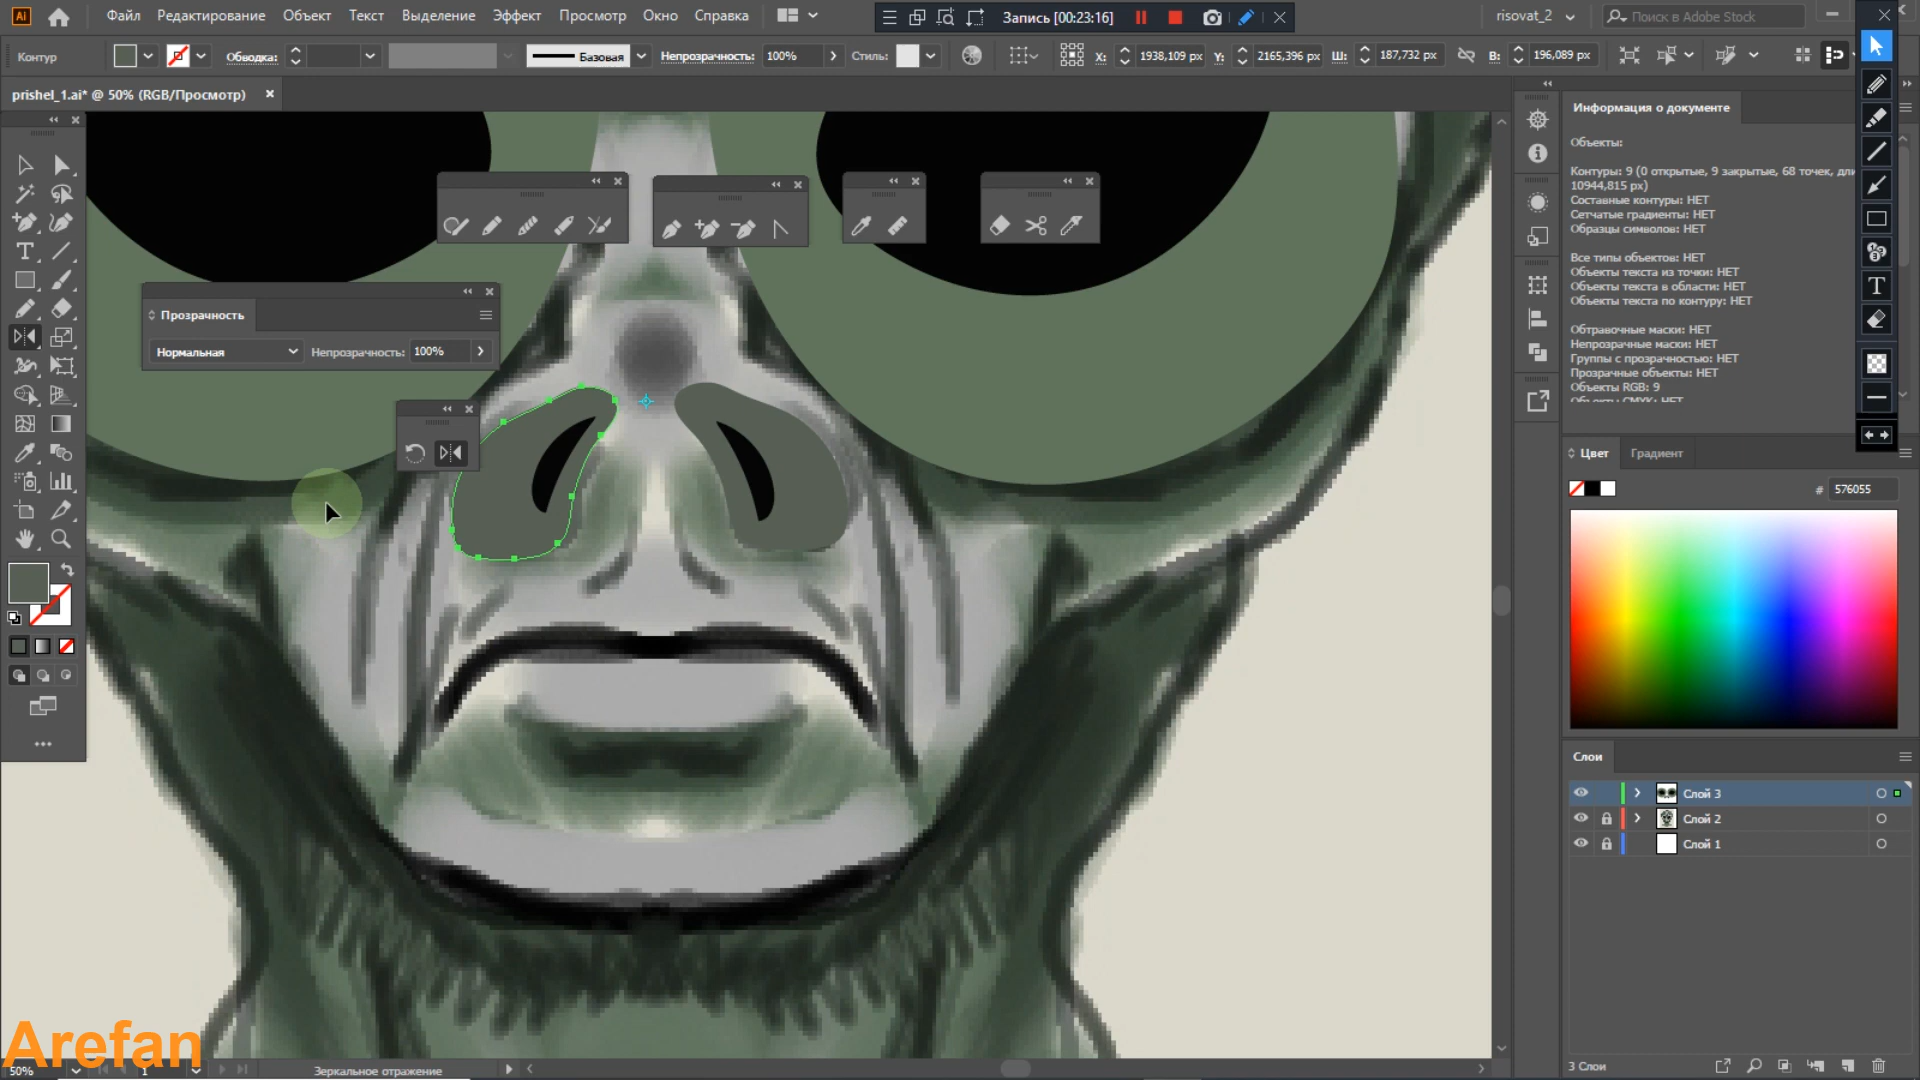 Ai
Файл Редактирование Объект Текст Выделение Эффект Просмотр Окно Справка
Запись [00:23:16]
risovat_2
Поиск в Adobe Stock
Контур
Обводка:
Базовая
Непрозрачность: 100%
Стиль:
X: 1938,109 px
Y: 2165,396 px
Ш: 187,732 px
В: 196,089 px
prishel_1.ai* @ 50% (RGB/Просмотр)
Прозрачность
Нормальная
Непрозрачность: 100%
Информация о документе
Объекты:
Контуры: 9 (0 открытые, 9 закрытые, 68 точек, дли
10944,815 px)
Составные контуры: НЕТ
Сетчатые градиенты: НЕТ
Образцы символов: НЕТ
Все типы объектов: НЕТ
Объекты текста из точки: НЕТ
Объекты текста в области: НЕТ
Объекты текста по контуру: НЕТ
Обтравочные маски: НЕТ
Непрозрачные маски: НЕТ
Группы с прозрачностью: НЕТ
Прозрачные объекты: НЕТ
Объекты RGB: 9
Объекты CMYK: НЕТ
Цвет Градиент
# 576055
Слои
Слой 3
Слой 2
Слой 1
3 Слои
Arefan
50%
1
Зеркальное отражение